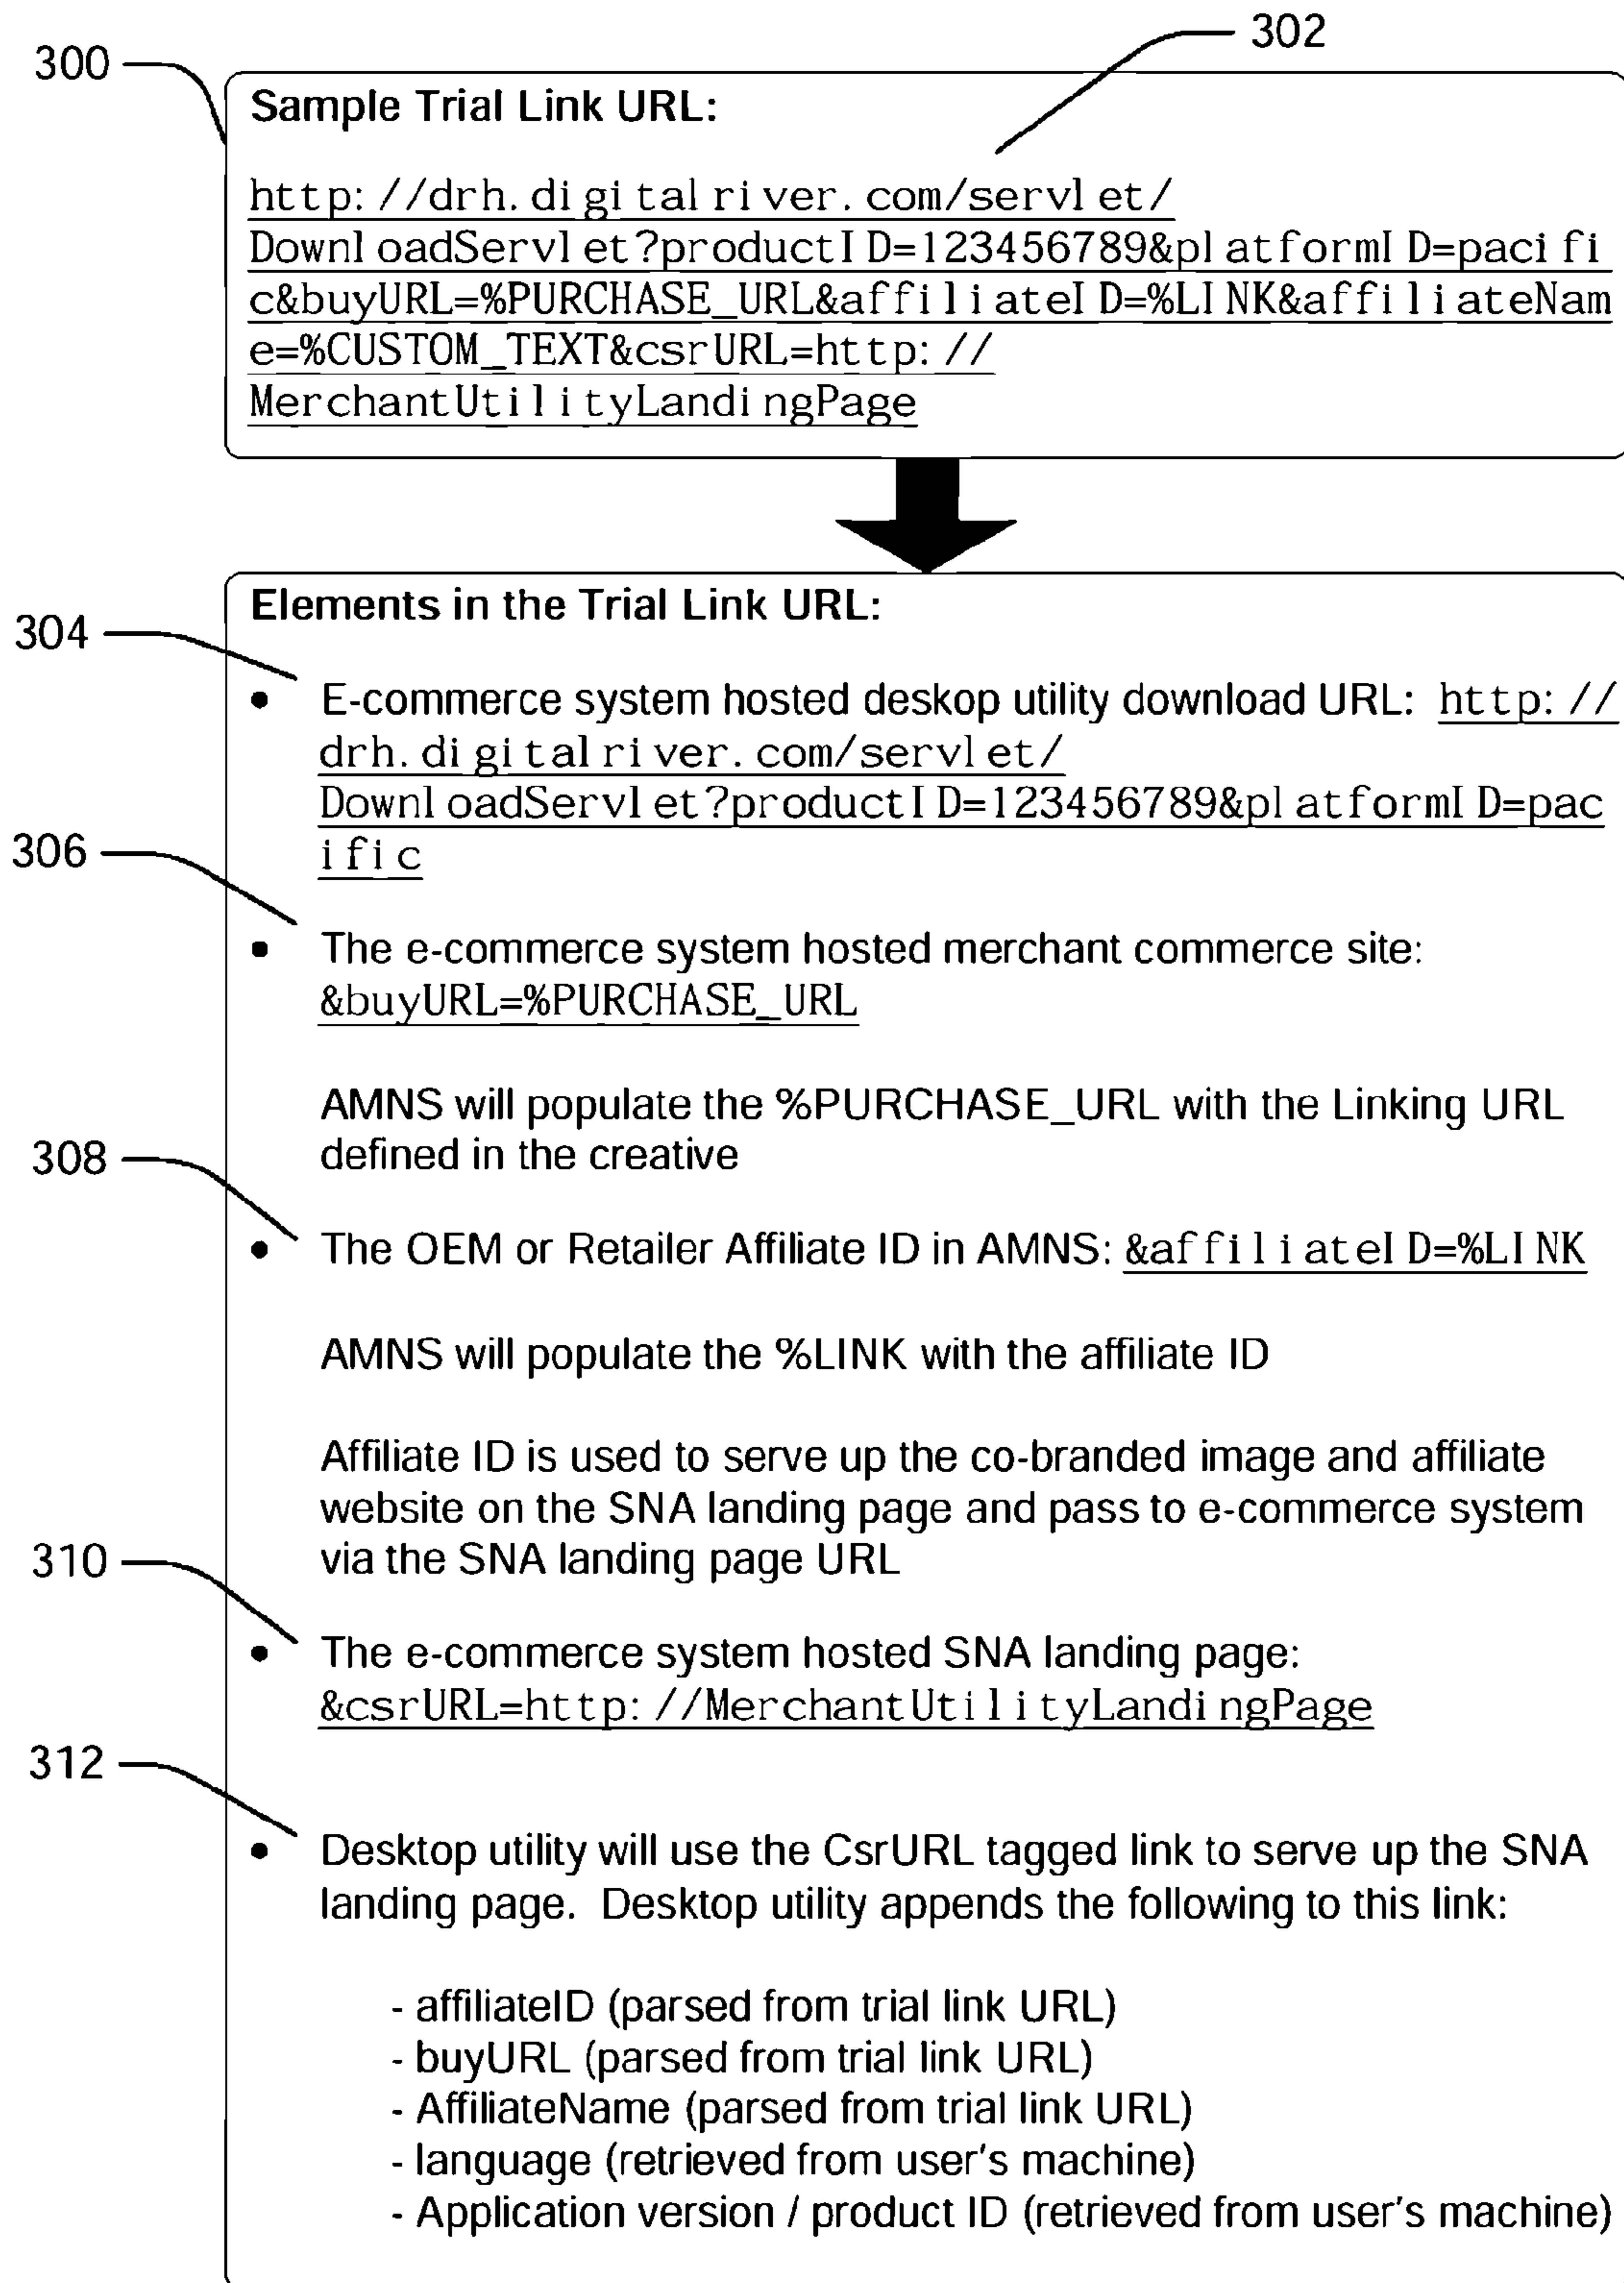 302
300
Sample Trial Link URL:
http://drh.digitalriver.com/servlet/
DownloadServlet?productID=123456789&platformID=pacifi
c&buyURL=%PURCHASE_URL&affiliateID=%LINK&affiliateNam
e=%CUSTOM_TEXT&csrURL=http://
MerchantUtilityLandingPage
Elements in the Trial Link URL:
304
• E-commerce system hosted deskop utility download URL: http://
drh.digitalriver.com/servlet/
DownloadServlet?productID=123456789&platformID=pac
ific
306
• The e-commerce system hosted merchant commerce site:
&buyURL=%PURCHASE_URL
AMNS will populate the %PURCHASE_URL with the Linking URL
defined in the creative
308
• The OEM or Retailer Affiliate ID in AMNS: &affiliateID=%LINK
AMNS will populate the %LINK with the affiliate ID
Affiliate ID is used to serve up the co-branded image and affiliate
website on the SNA landing page and pass to e-commerce system
via the SNA landing page URL
310
• The e-commerce system hosted SNA landing page:
&csrURL=http://MerchantUtilityLandingPage
312
• Desktop utility will use the CsrURL tagged link to serve up the SNA
landing page. Desktop utility appends the following to this link:
- affiliateID (parsed from trial link URL)
- buyURL (parsed from trial link URL)
- AffiliateName (parsed from trial link URL)
- language (retrieved from user's machine)
- Application version / product ID (retrieved from user's machine)